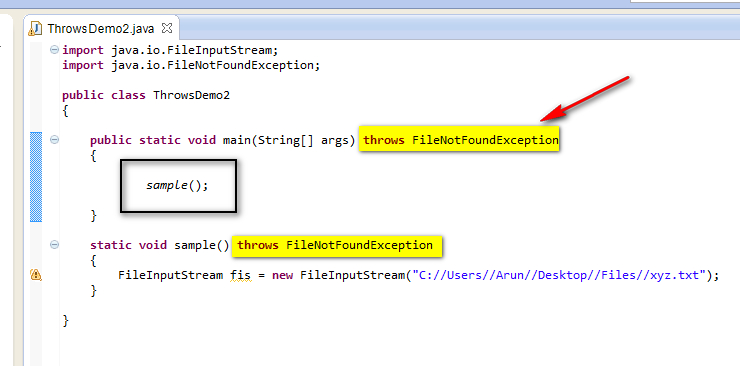 ThrowsDemo2.java
import java.io.FileInputStream;
import java.io.FileNotFoundException;
public class ThrowsDemo2
{
public static void main(String[] args) throws FileNotFoundException
{
sample();
}
static void sample() throws FileNotFoundException
{
FileInputStream fis = new FileInputStream("C://Users//Arun//Desktop//Files//xyz.txt");
}
}